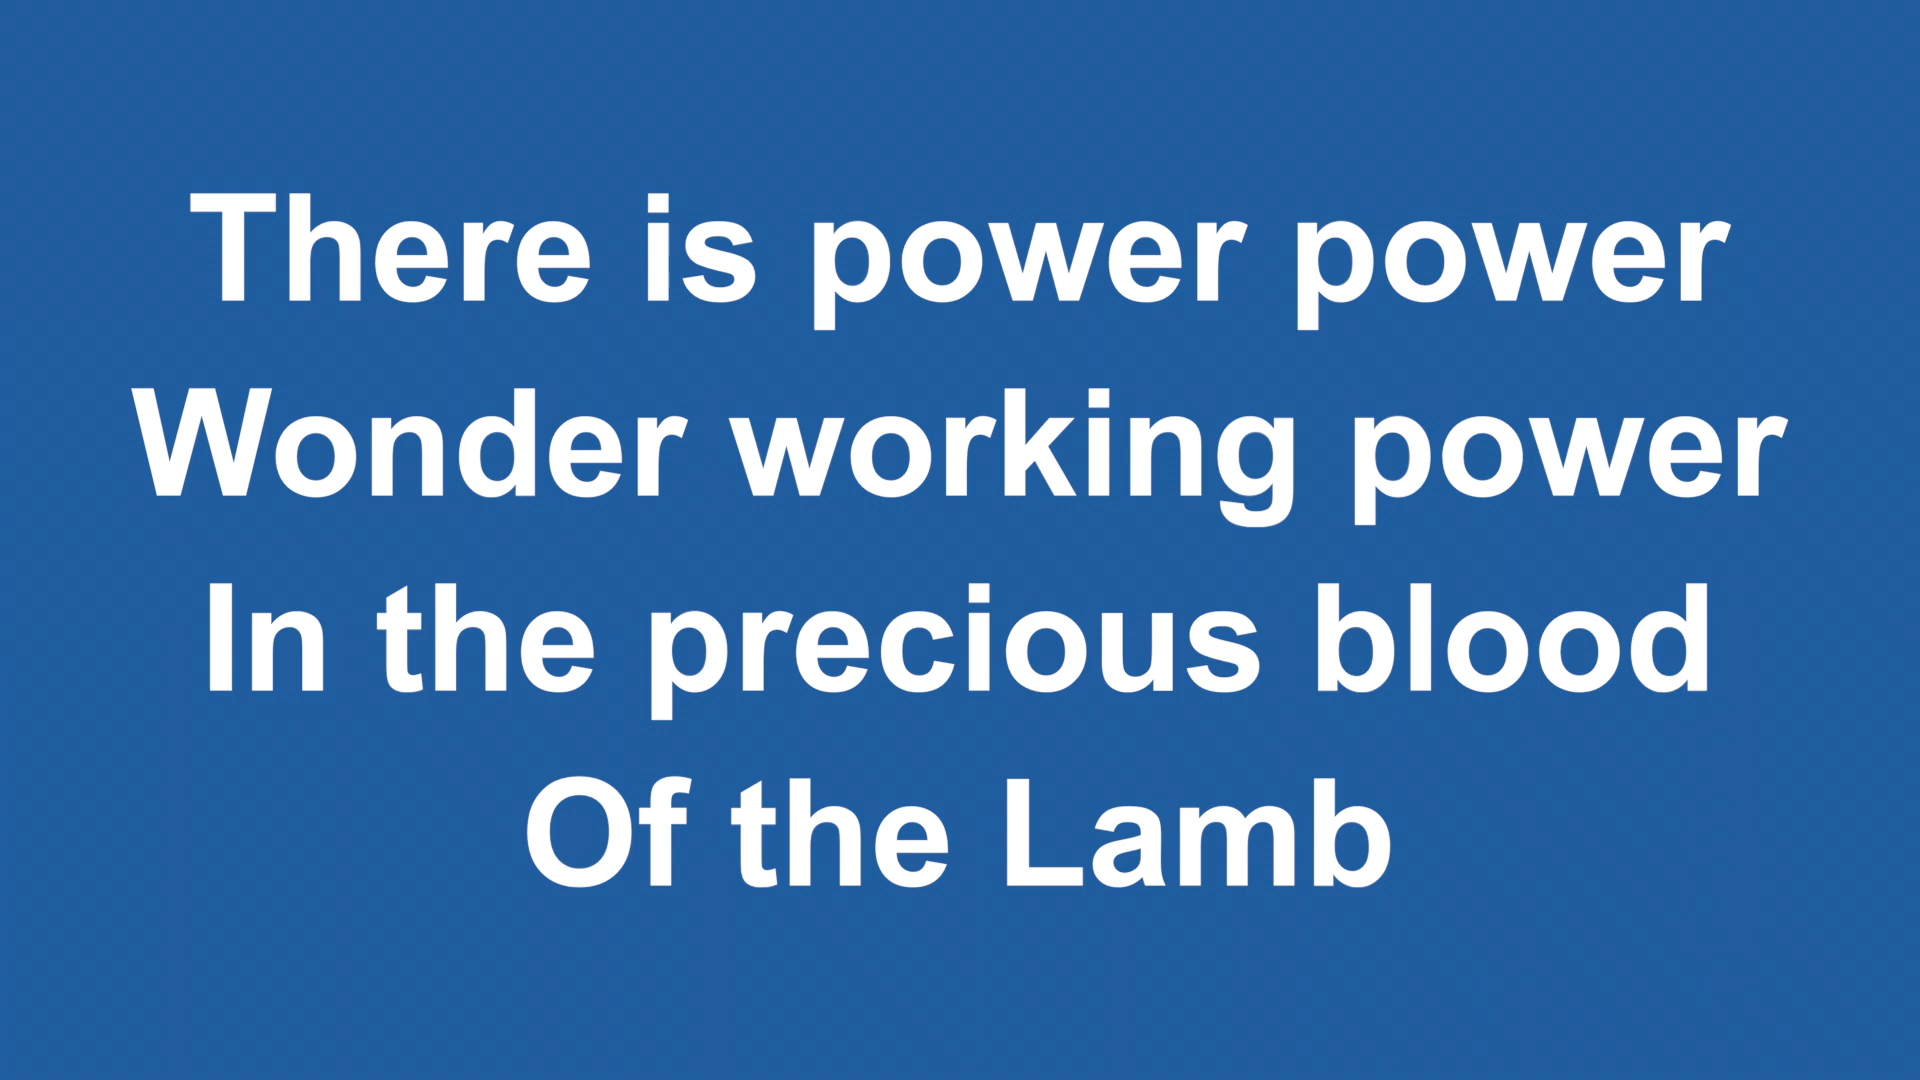 There is power power
Wonder working power
In the precious blood
Of the Lamb